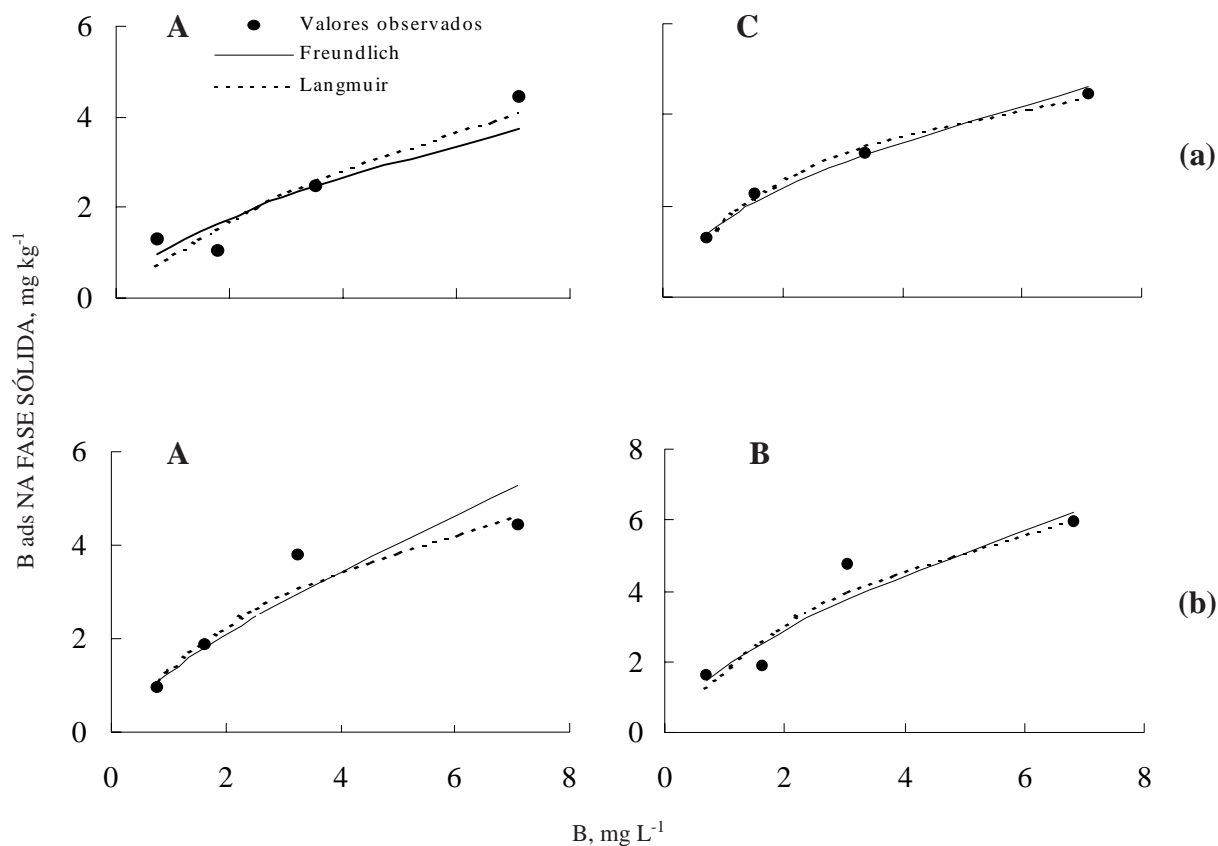 A
Valores observados
Freundlich
Langmuir
C
6
4
2
0
(a)
B ads NA FASE SÓLIDA, mg kg-1
A
B
6
4
2
0
8
6
4
2
0
(b)
0 2 4 6 8
0 2 4 6 8
B, mg L-1